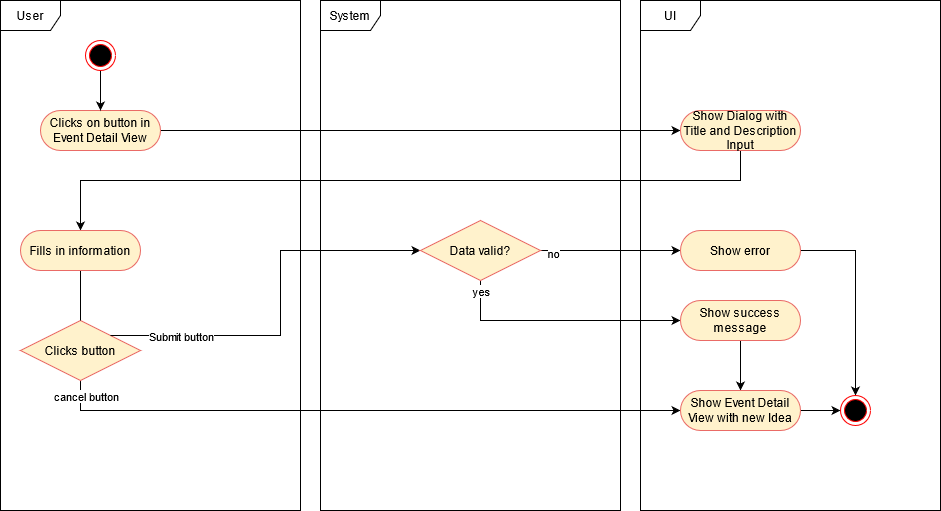 User
System
UI
Clicks on button in
Event Detail View
Show Dialog with
Title and Description
Input
Fills in information
Data valid?
no
Show error
yes
Show success
message
Submit button
Clicks button
cancel button
Show Event Detail
View with new Idea